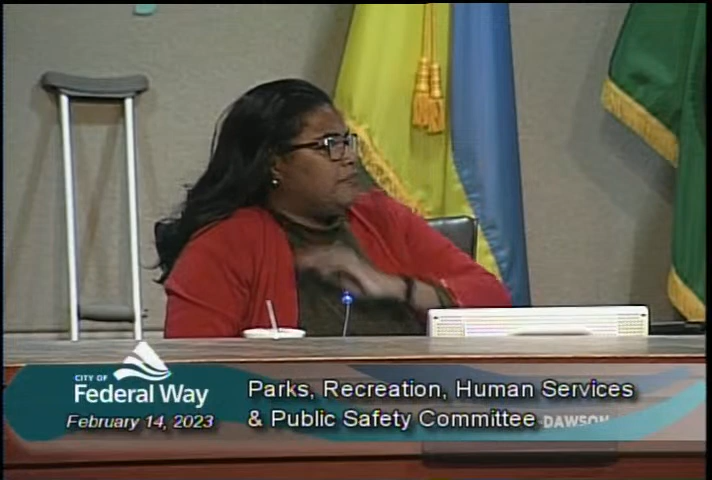 CITY OF
Federal Way
February 14, 2023
Parks, Recreation, Human Services
& Public Safety Committee
DAWSON